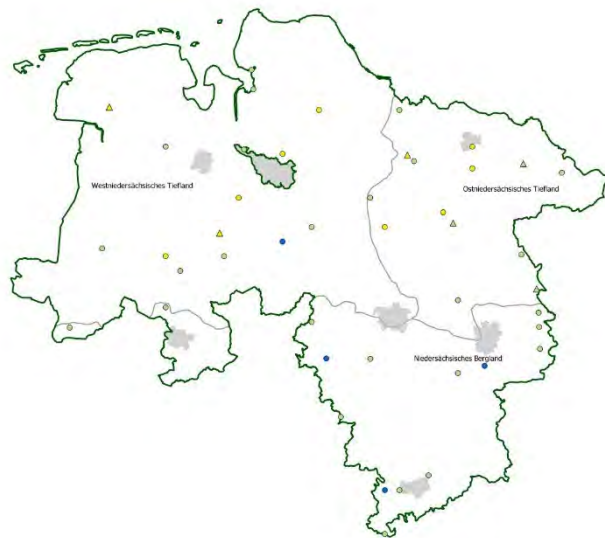 Westniedersächsisches Tiefland
Ostniedersächsisches Tiefland
Niedersächsisches Bergland